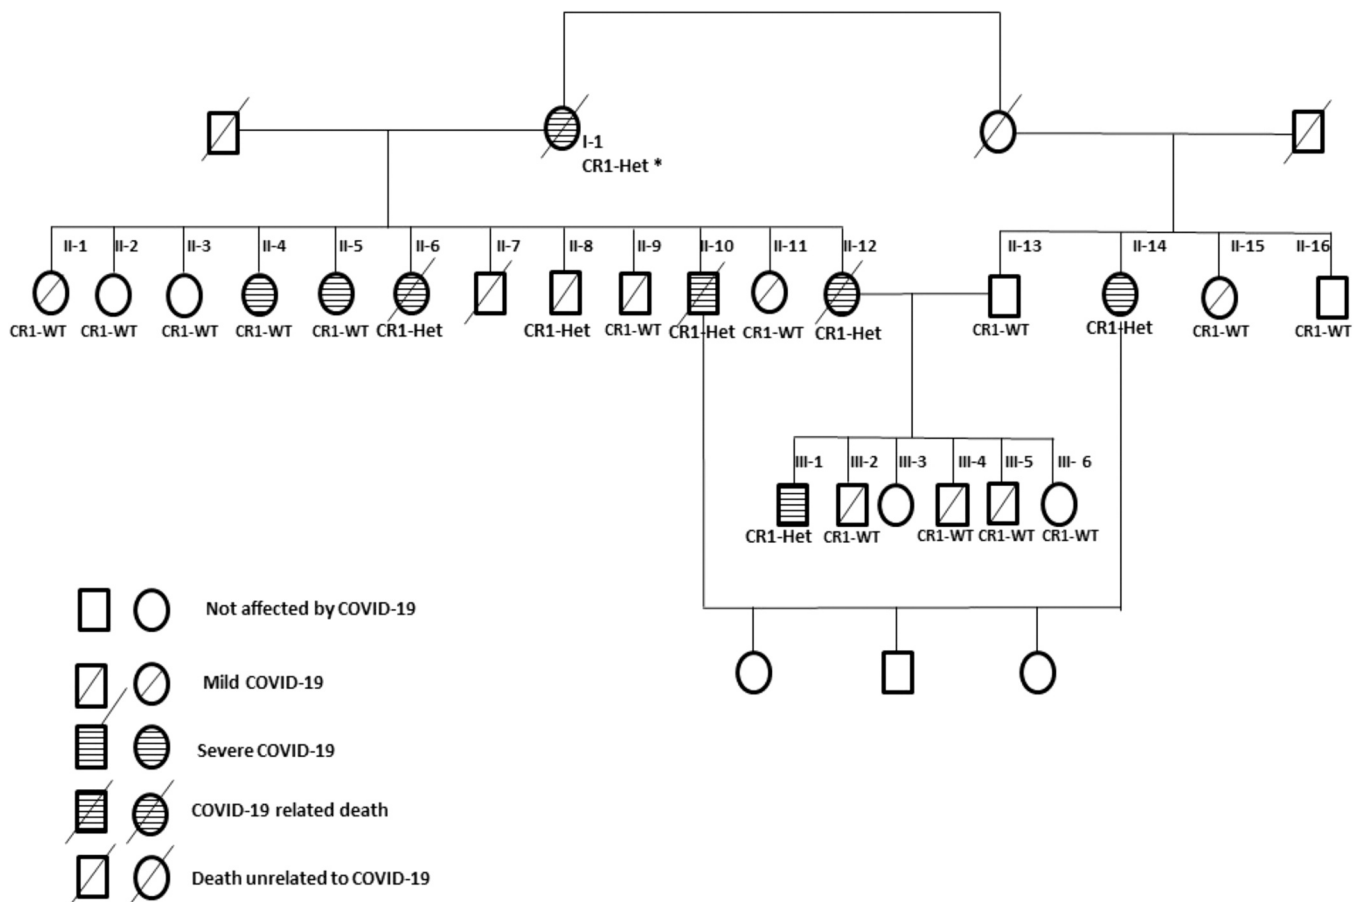 I-1
CR1-Het *
II-1 II-2 II-3 II-4 II-5 II-6 II-7 II-8 II-9 II-10 II-11 II-12 II-13 II-14 II-15 II-16
CR1-WT CR1-WT CR1-WT CR1-WT CR1-WT CR1-Het CR1-Het CR1-WT CR1-Het CR1-WT CR1-Het CR1-WT CR1-Het CR1-WT CR1-WT
III-1 III-2 III-3 III-4 III-5 III- 6
CR1-Het CR1-WT CR1-WT CR1-WT CR1-WT
Not affected by COVID-19
Mild COVID-19
Severe COVID-19
COVID-19 related death
Death unrelated to COVID-19